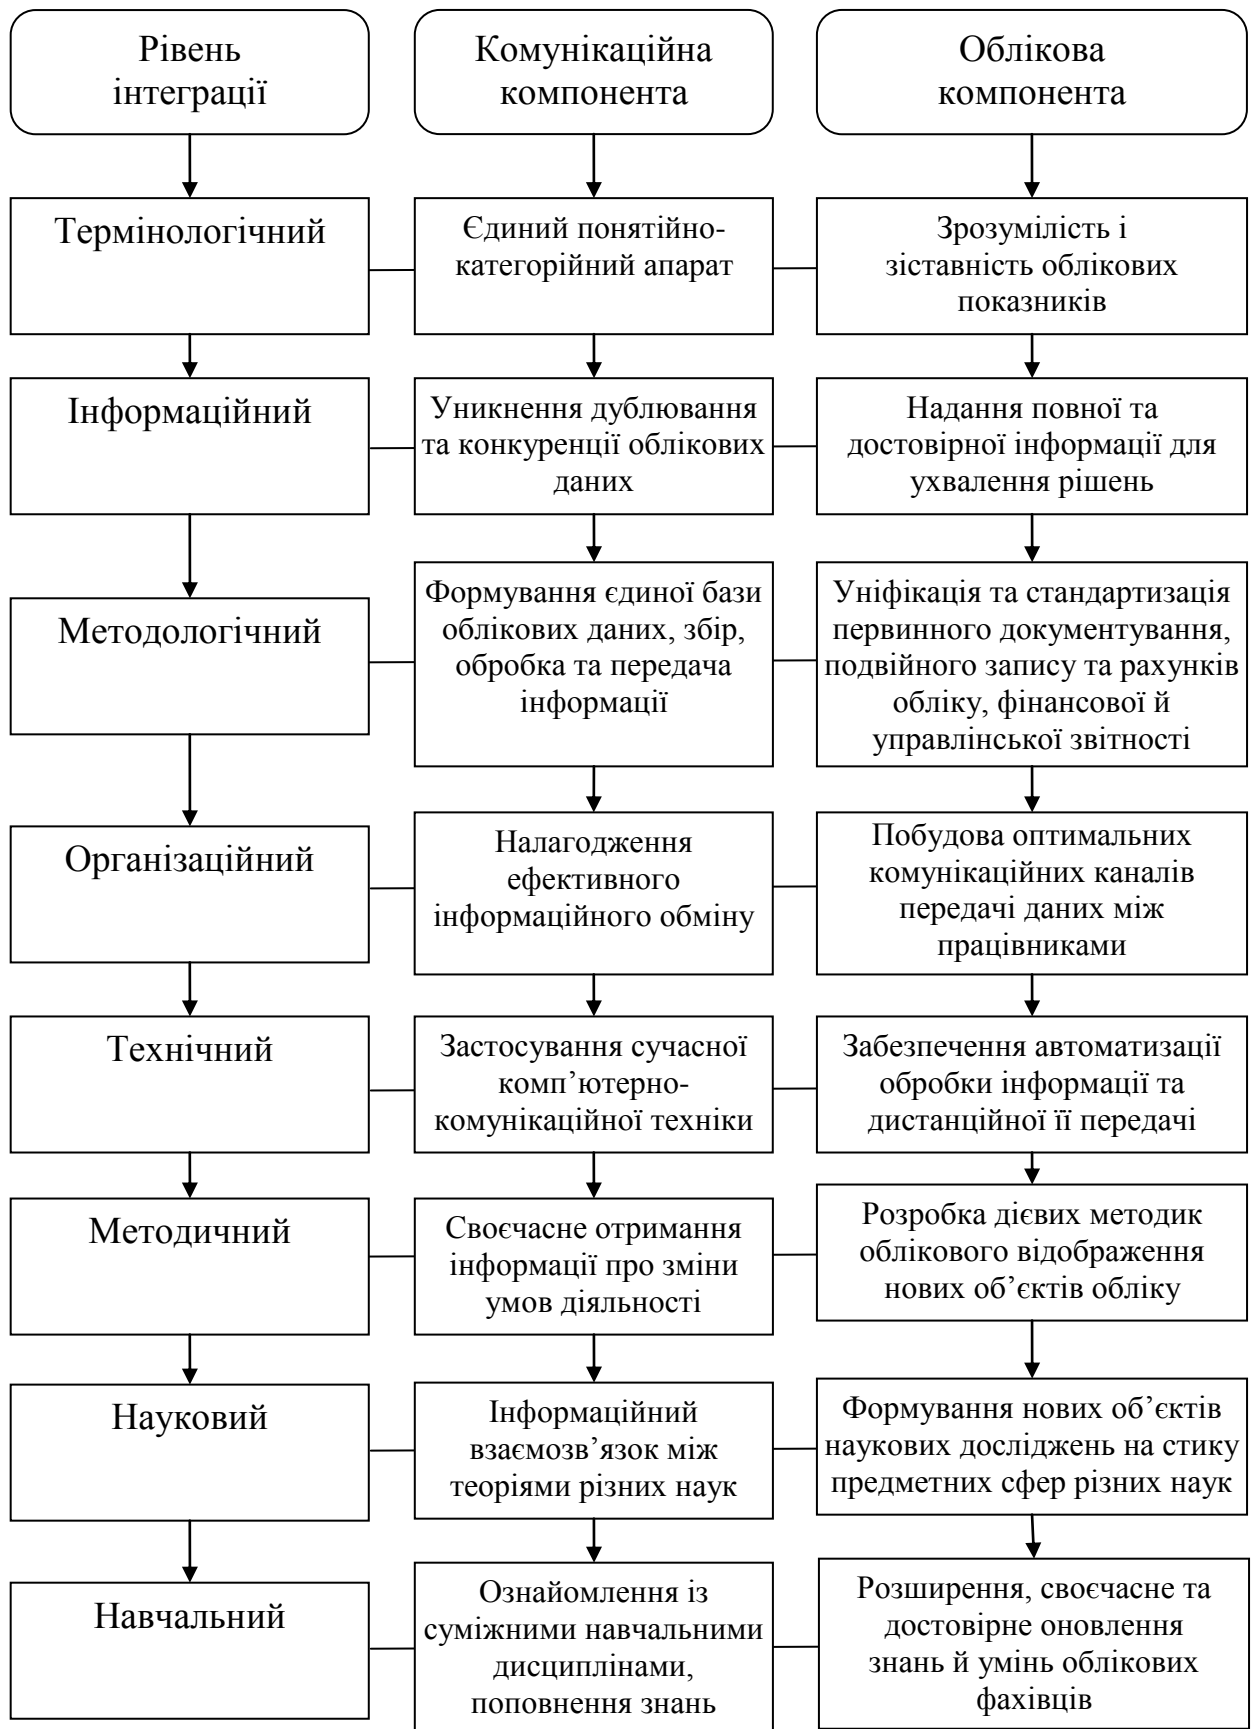 Рівень
інтеграції
Комунікаційна
компонента
Облікова
компонента
Термінологічний
Єдиний понятійно-
категорійний апарат
Зрозумілість і
зіставність облікових
показників
Інформаційний
Уникнення дублювання
та конкуренції облікових
даних
Надання повної та
достовірної інформації для
ухвалення рішень
Методологічний
Формування єдиної бази
облікових даних, збір,
обробка та передача
інформації
Уніфікація та стандартизація
первинного документування,
подвійного запису та рахунків
обліку, фінансової й
управлінської звітності
Організаційний
Налагодження
ефективного
інформаційного обміну
Побудова оптимальних
комунікаційних каналів
передачі даних між
працівниками
Технічний
Застосування сучасної
комп’ютерно-
комунікаційної техніки
Забезпечення автоматизації
обробки інформації та
дистанційної її передачі
Методичний
Своєчасне отримання
інформації про зміни
умов діяльності
Розробка дієвих методик
облікового відображення
нових об’єктів обліку
Науковий
Інформаційний
взаємозв’язок між
теоріями різних наук
Формування нових об’єктів
наукових досліджень на стику
предметних сфер різних наук
Навчальний
Ознайомлення із
суміжними навчальними
дисциплінами,
поповнення знань
Розширення, своєчасне та
достовірне оновлення
знань й умінь облікових
фахівців